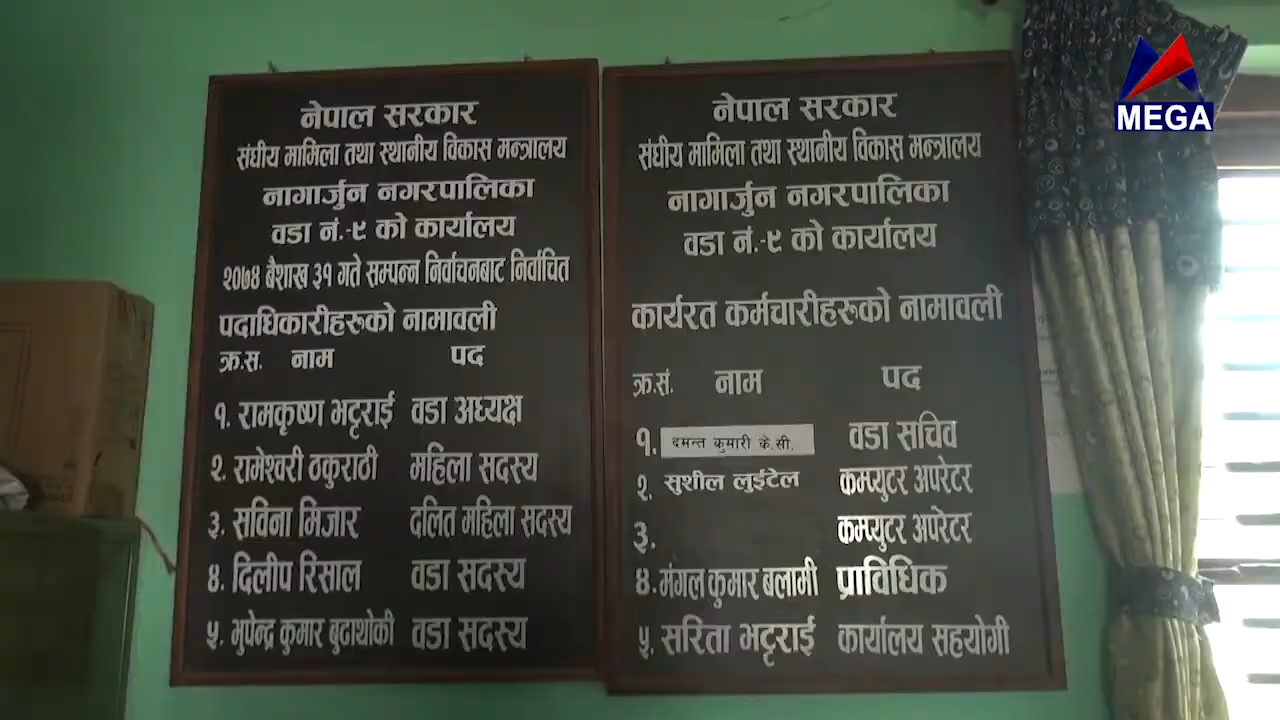 नेपाल सरकार
संघीय मामिला तथा स्थानीय विकास मन्त्रालय
नागार्जुन नगरपालिका
वडा नं.-९ को कार्यालय
२०७४ बैशाख ३१ गते सम्पन्न निर्वाचनबाट निर्वाचित
पदाधिकारीहरुको नामावली
क्र.स. नाम पद
१. रामकृष्ण भट्टराई वडा अध्यक्ष
२. रामेश्वरी ठकुराठी महिला सदस्य
३. सविना मिजार दलित महिला सदस्य
४. दिलीप रिसाल वडा सदस्य
५. भुपेन्द्र कुमार बुढाथोकी वडा सदस्य
नेपाल सरकार
संघीय मामिला तथा स्थानीय विकास मन्त्रालय
नागार्जुन नगरपालिका
वडा नं.-९ को कार्यालय
कार्यरत कर्मचारीहरुको नामावली
क्र.सं. नाम पद
१. दमन्त कुमारी के.सी. वडा सचिव
२. सुशील लुईटेल कम्प्युटर अपरेटर
३. कम्प्युटर अपरेटर
४. मंगल कुमार बलामी प्राविधिक
५. सरिता भट्टराई कार्यालय सहयोगी
MEGA